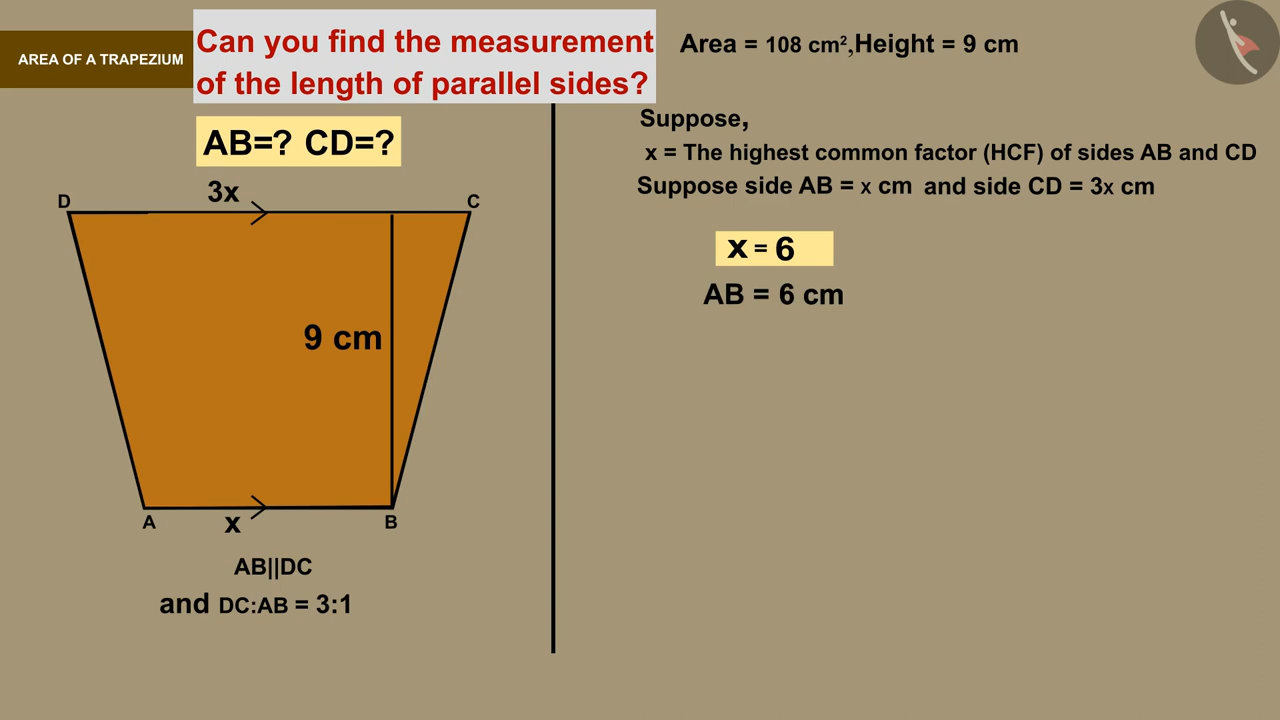 AREA OF A TRAPEZIUM
Can you find the measurement
of the length of parallel sides?
AB=? CD=?
D
3x
C
9 cm
A
x
B
AB||DC
and DC:AB = 3:1
Area = 108 cm²,Height = 9 cm
Suppose,
x = The highest common factor (HCF) of sides AB and CD
Suppose side AB = x cm and side CD = 3x cm
x = 6
AB = 6 cm